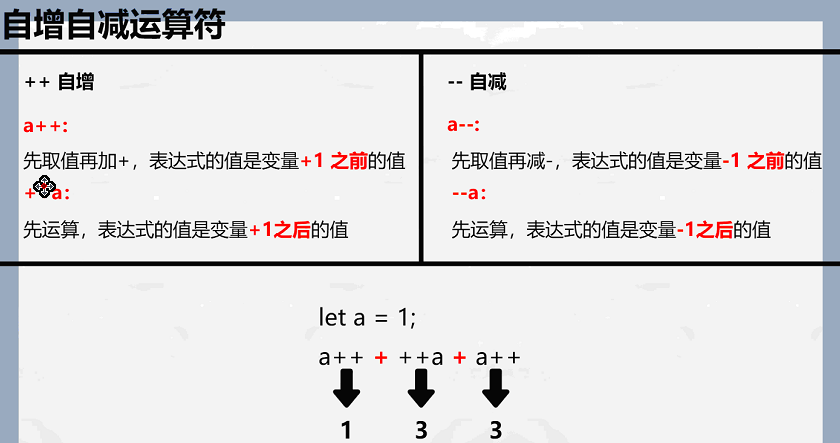 自增自减运算符
++ 自增
a++:
先取值再加+，表达式的值是变量+1 之前的值
+ a:
先运算，表达式的值是变量+1之后的值
-- 自减
a--:
先取值再减-，表达式的值是变量-1 之前的值
--a:
先运算，表达式的值是变量-1之后的值
let a = 1;
a++ + ++a + a++
1 3 3